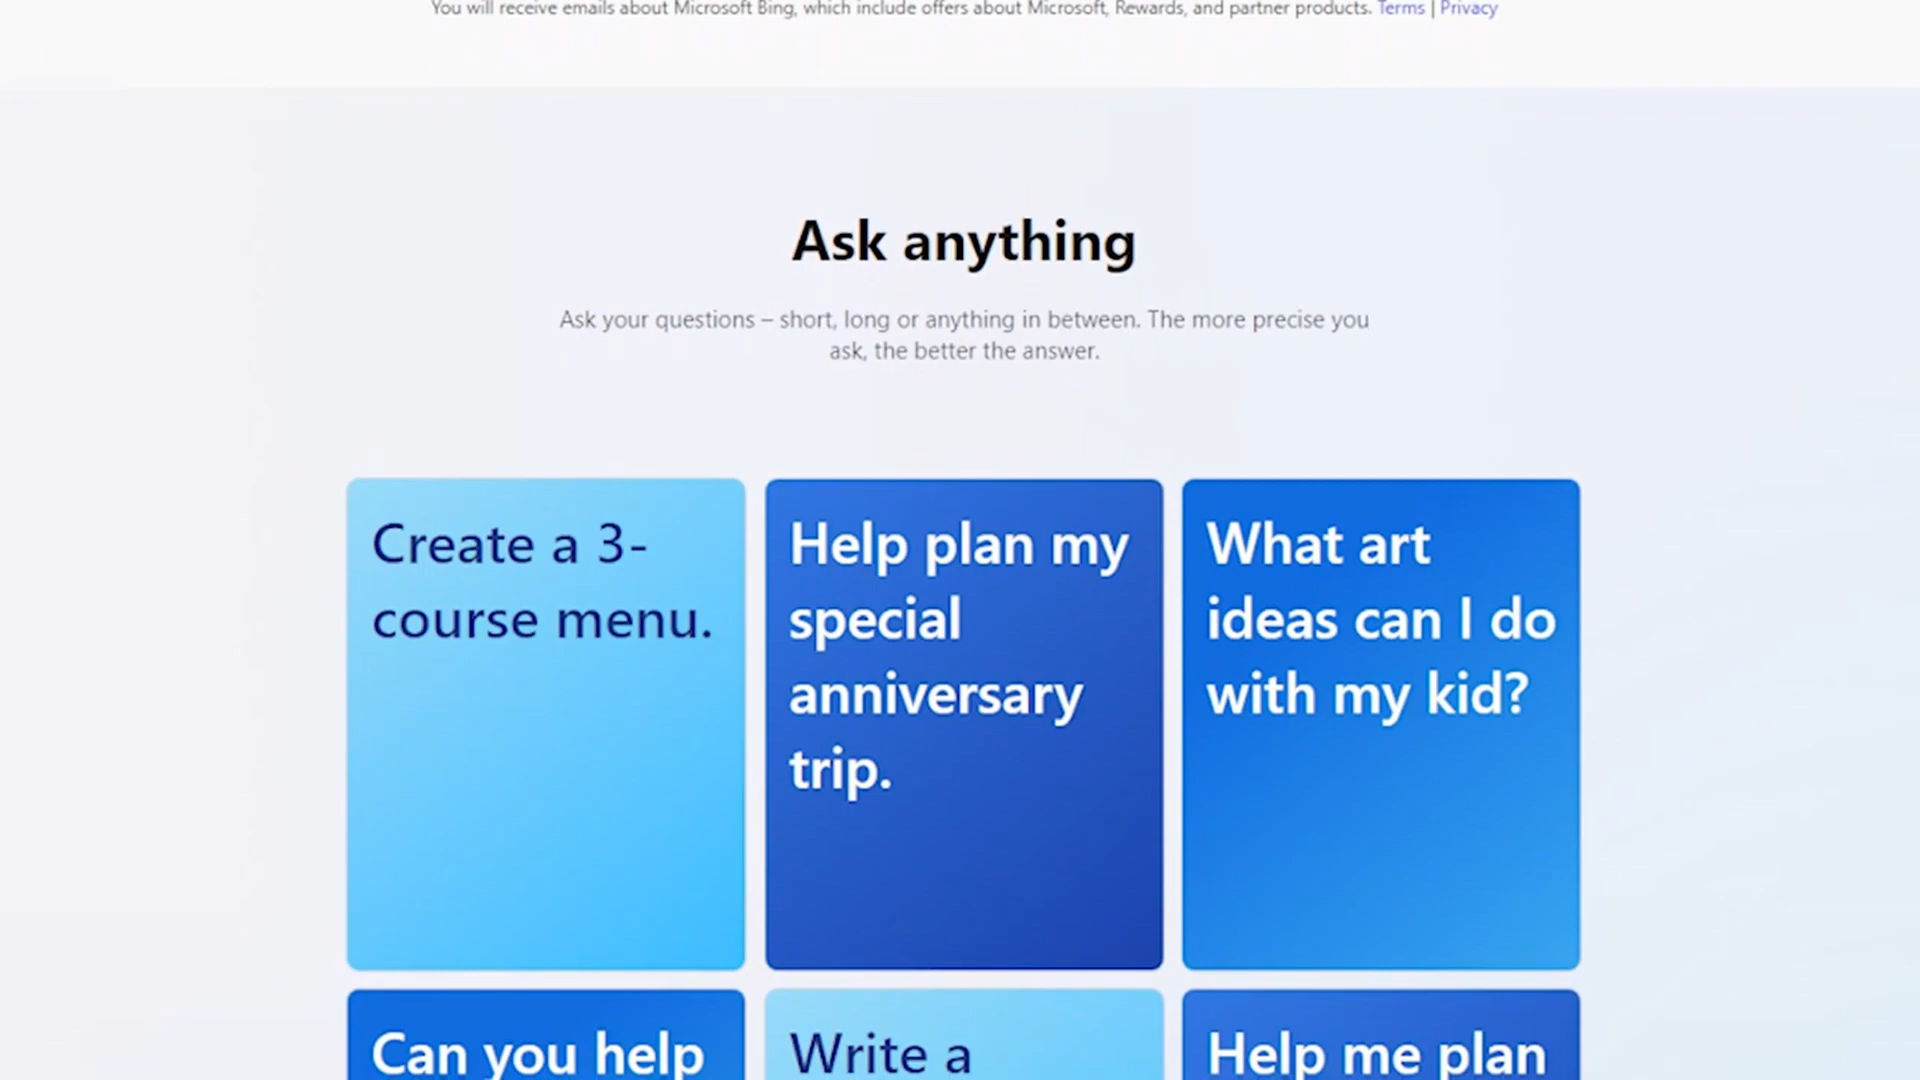 You will receive emails about Microsoft Bing, which include offers about Microsoft, Rewards, and partner products. Terms | Privacy
Ask anything
Ask your questions – short, long or anything in between. The more precise you
ask, the better the answer.
Create a 3-
course menu.
Help plan my
special
anniversary
trip.
What art
ideas can I do
with my kid?
Can you help
Write a
Help me plan